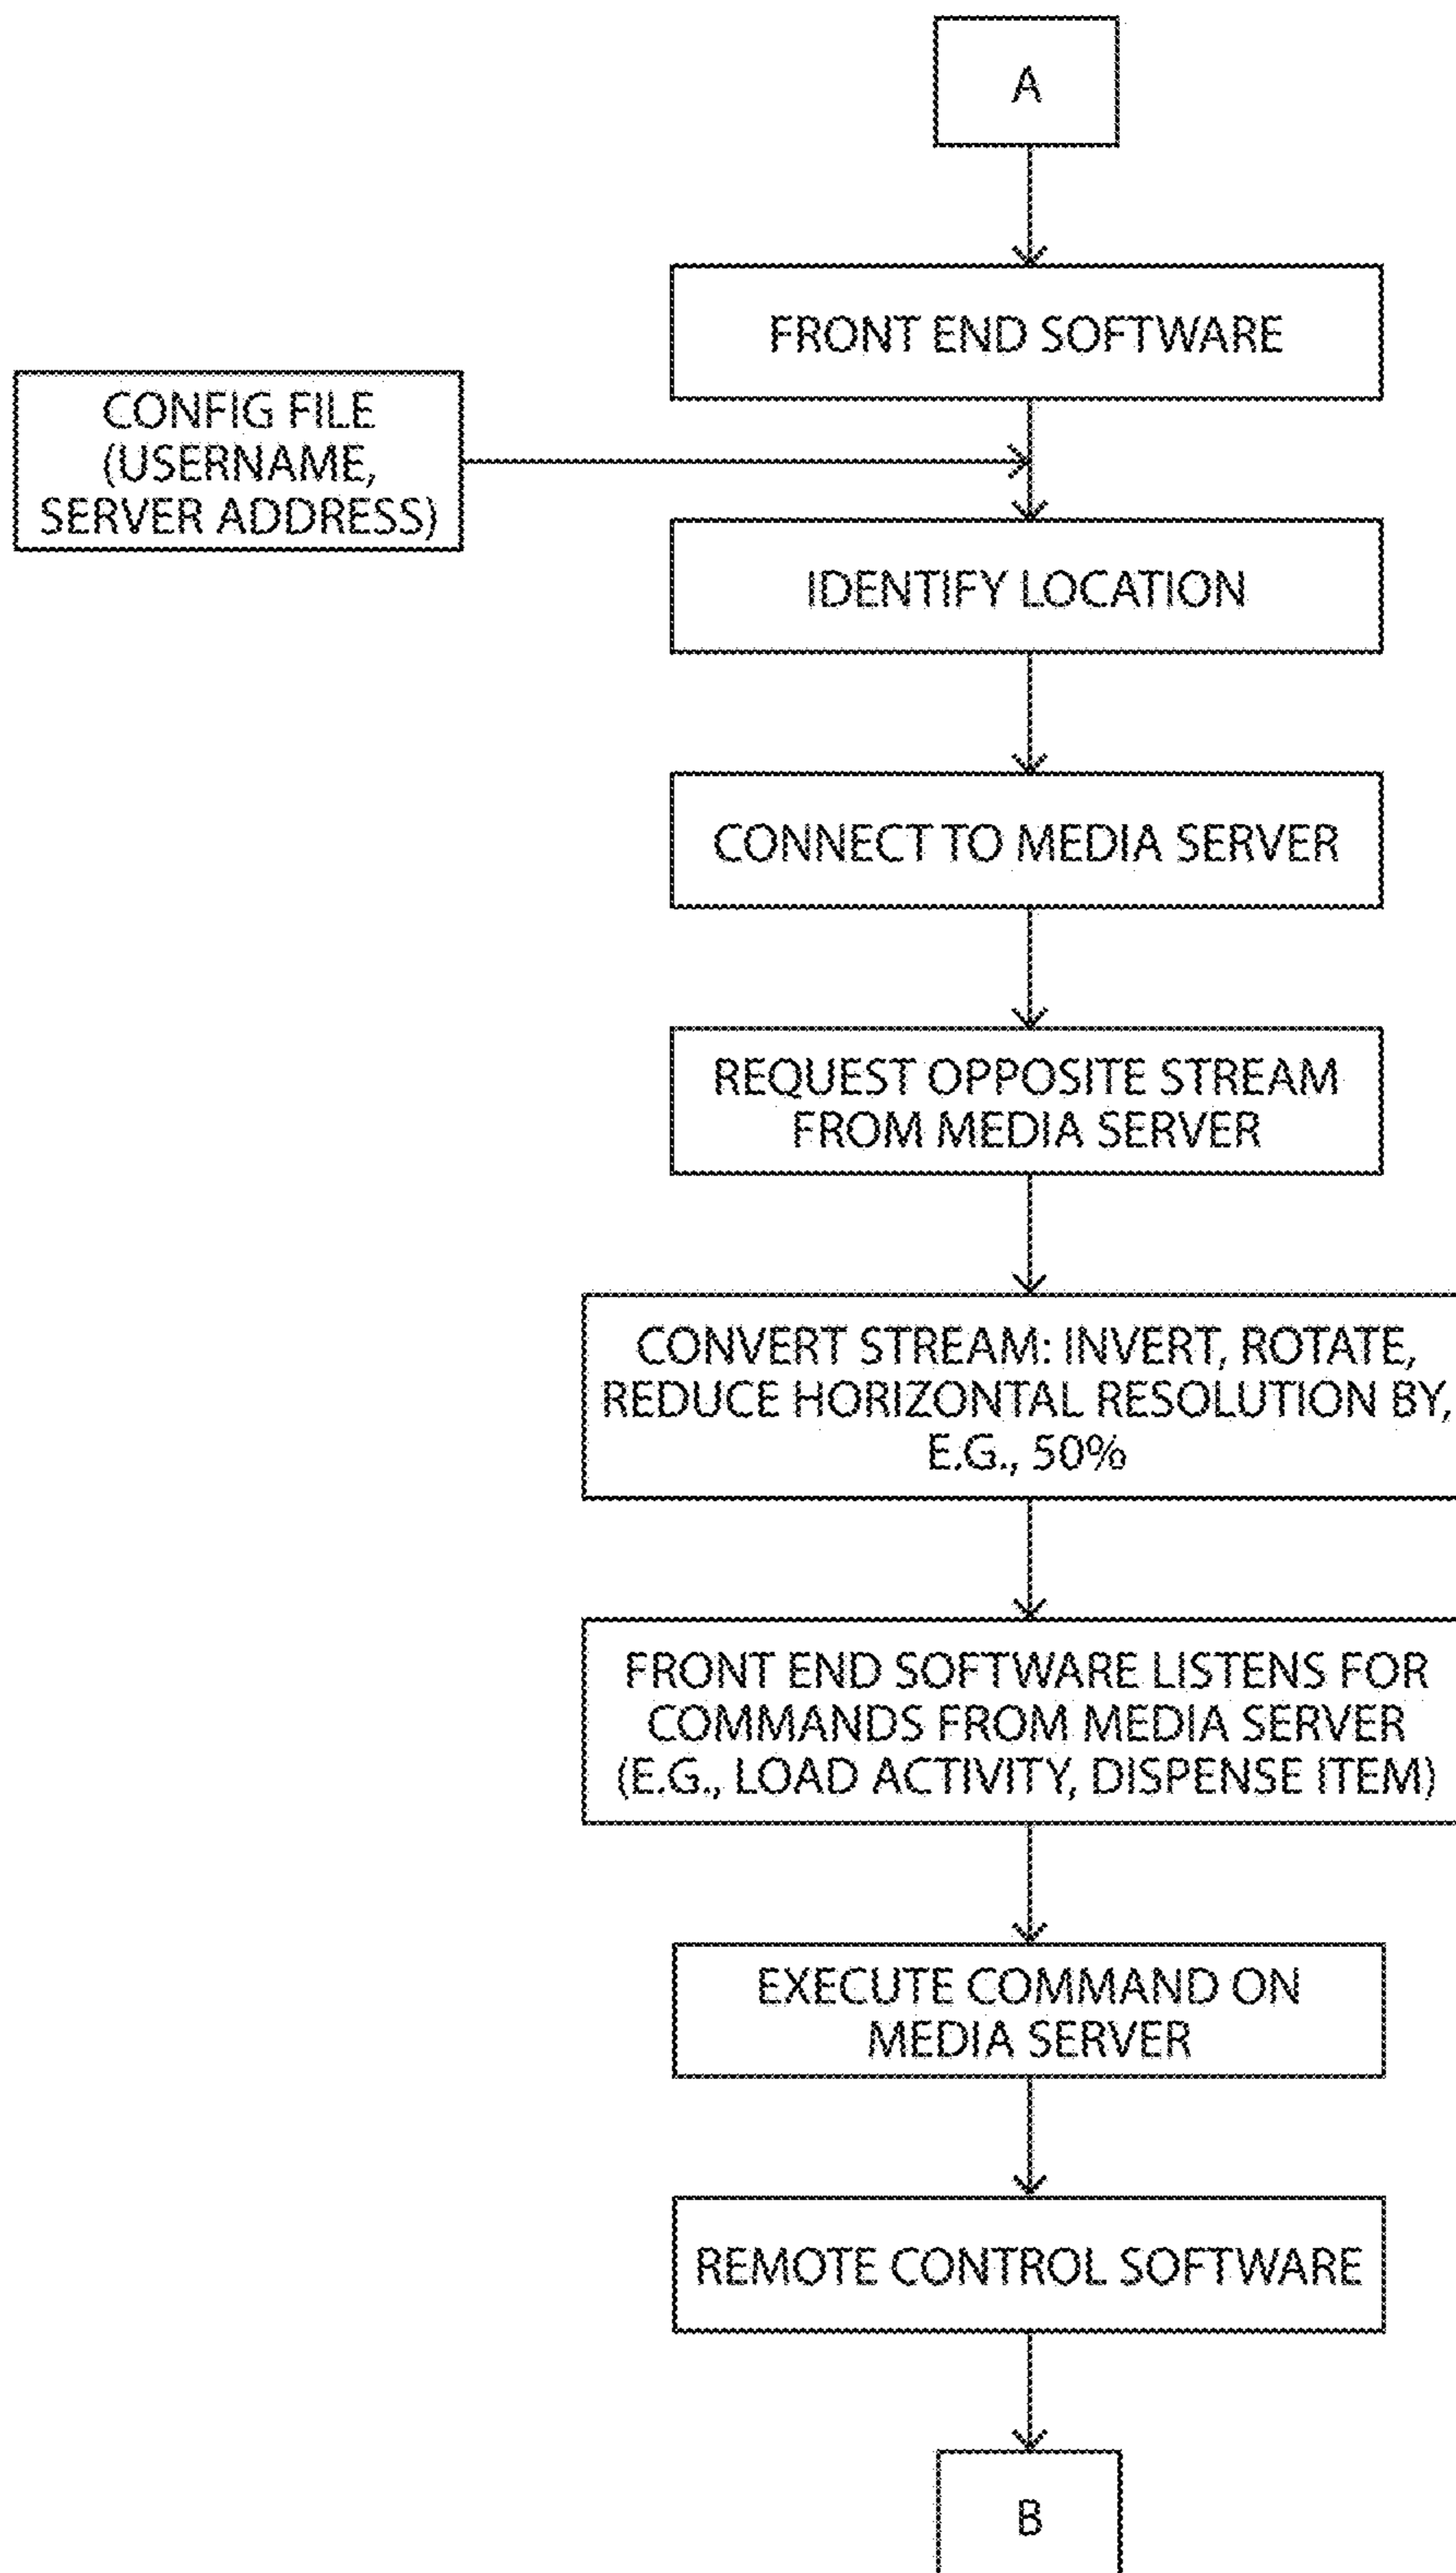 A
FRONT END SOFTWARE
CONFIG FILE
(USERNAME,
SERVER ADDRESS)
IDENTIFY LOCATION
CONNECT TO MEDIA SERVER
REQUEST OPPOSITE STREAM
FROM MEDIA SERVER
CONVERT STREAM: INVERT, ROTATE,
REDUCE HORIZONTAL RESOLUTION BY,
E.G., 50%
FRONT END SOFTWARE LISTENS FOR
COMMANDS FROM MEDIA SERVER
(E.G., LOAD ACTIVITY, DISPENSE ITEM)
EXECUTE COMMAND ON
MEDIA SERVER
REMOTE CONTROL SOFTWARE
B